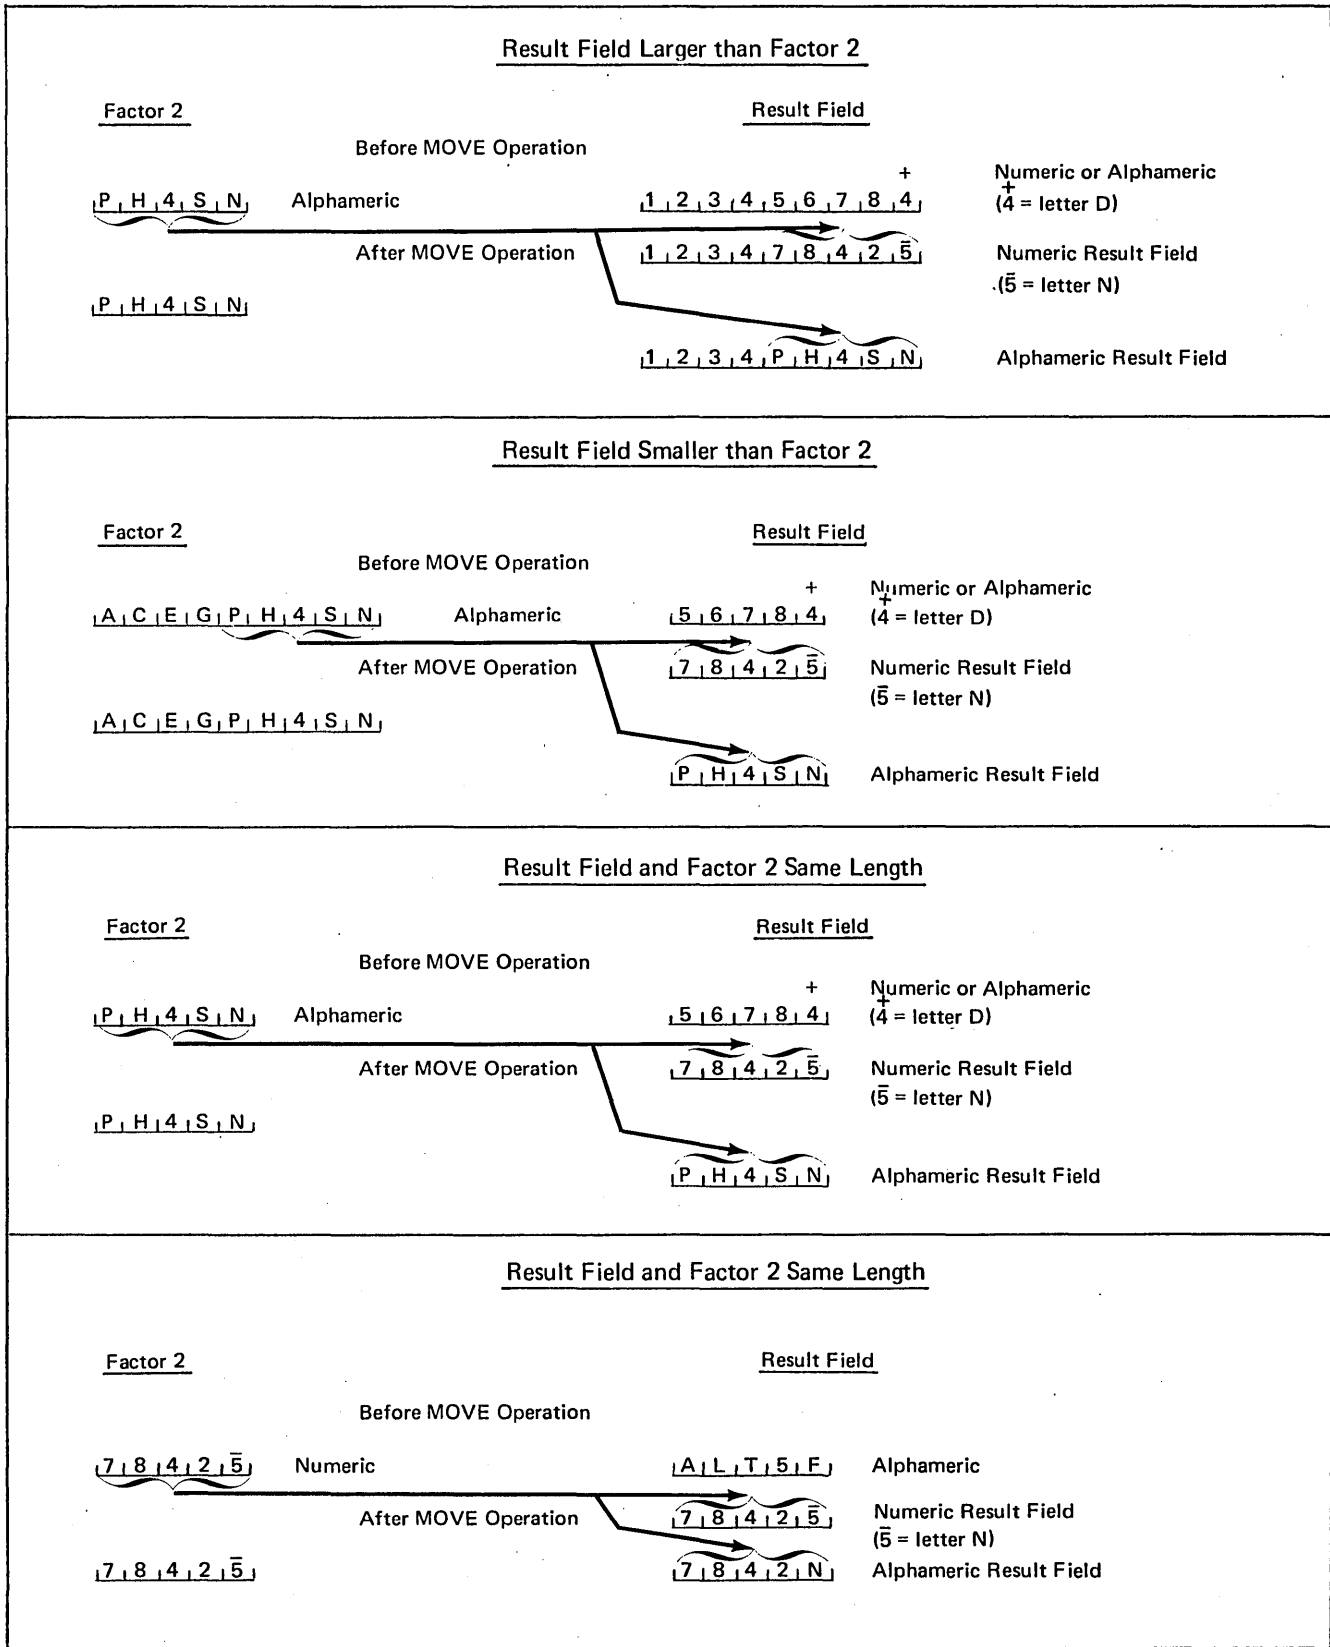 Result Field Larger than Factor 2
Factor 2 Result Field
Before MOVE Operation
+ Numeric or Alphameric
P H 4 S N Alphameric 1 2 3 4 5 6 7 8 4 (4̟ = letter D)
After MOVE Operation 1 2 3 4 7 8 4 2 5̄ Numeric Result Field
(5̄ = letter N)
P H 4 S N
1 2 3 4 P H 4 S N Alphameric Result Field
Result Field Smaller than Factor 2
Factor 2 Result Field
Before MOVE Operation
+ Numeric or Alphameric
A C E G P H 4 S N Alphameric 5 6 7 8 4 (4̟ = letter D)
After MOVE Operation 7 8 4 2 5̄ Numeric Result Field
(5̄ = letter N)
A C E G P H 4 S N
P H 4 S N Alphameric Result Field
Result Field and Factor 2 Same Length
Factor 2 Result Field
Before MOVE Operation
+ Numeric or Alphameric
P H 4 S N Alphameric 5 6 7 8 4 (4̟ = letter D)
After MOVE Operation 7 8 4 2 5̄ Numeric Result Field
(5̄ = letter N)
P H 4 S N
P H 4 S N Alphameric Result Field
Result Field and Factor 2 Same Length
Factor 2 Result Field
Before MOVE Operation
7 8 4 2 5̄ Numeric A L T 5 F Alphameric
After MOVE Operation 7 8 4 2 5̄ Numeric Result Field
(5̄ = letter N)
7 8 4 2 5̄ 7 8 4 2 N Alphameric Result Field